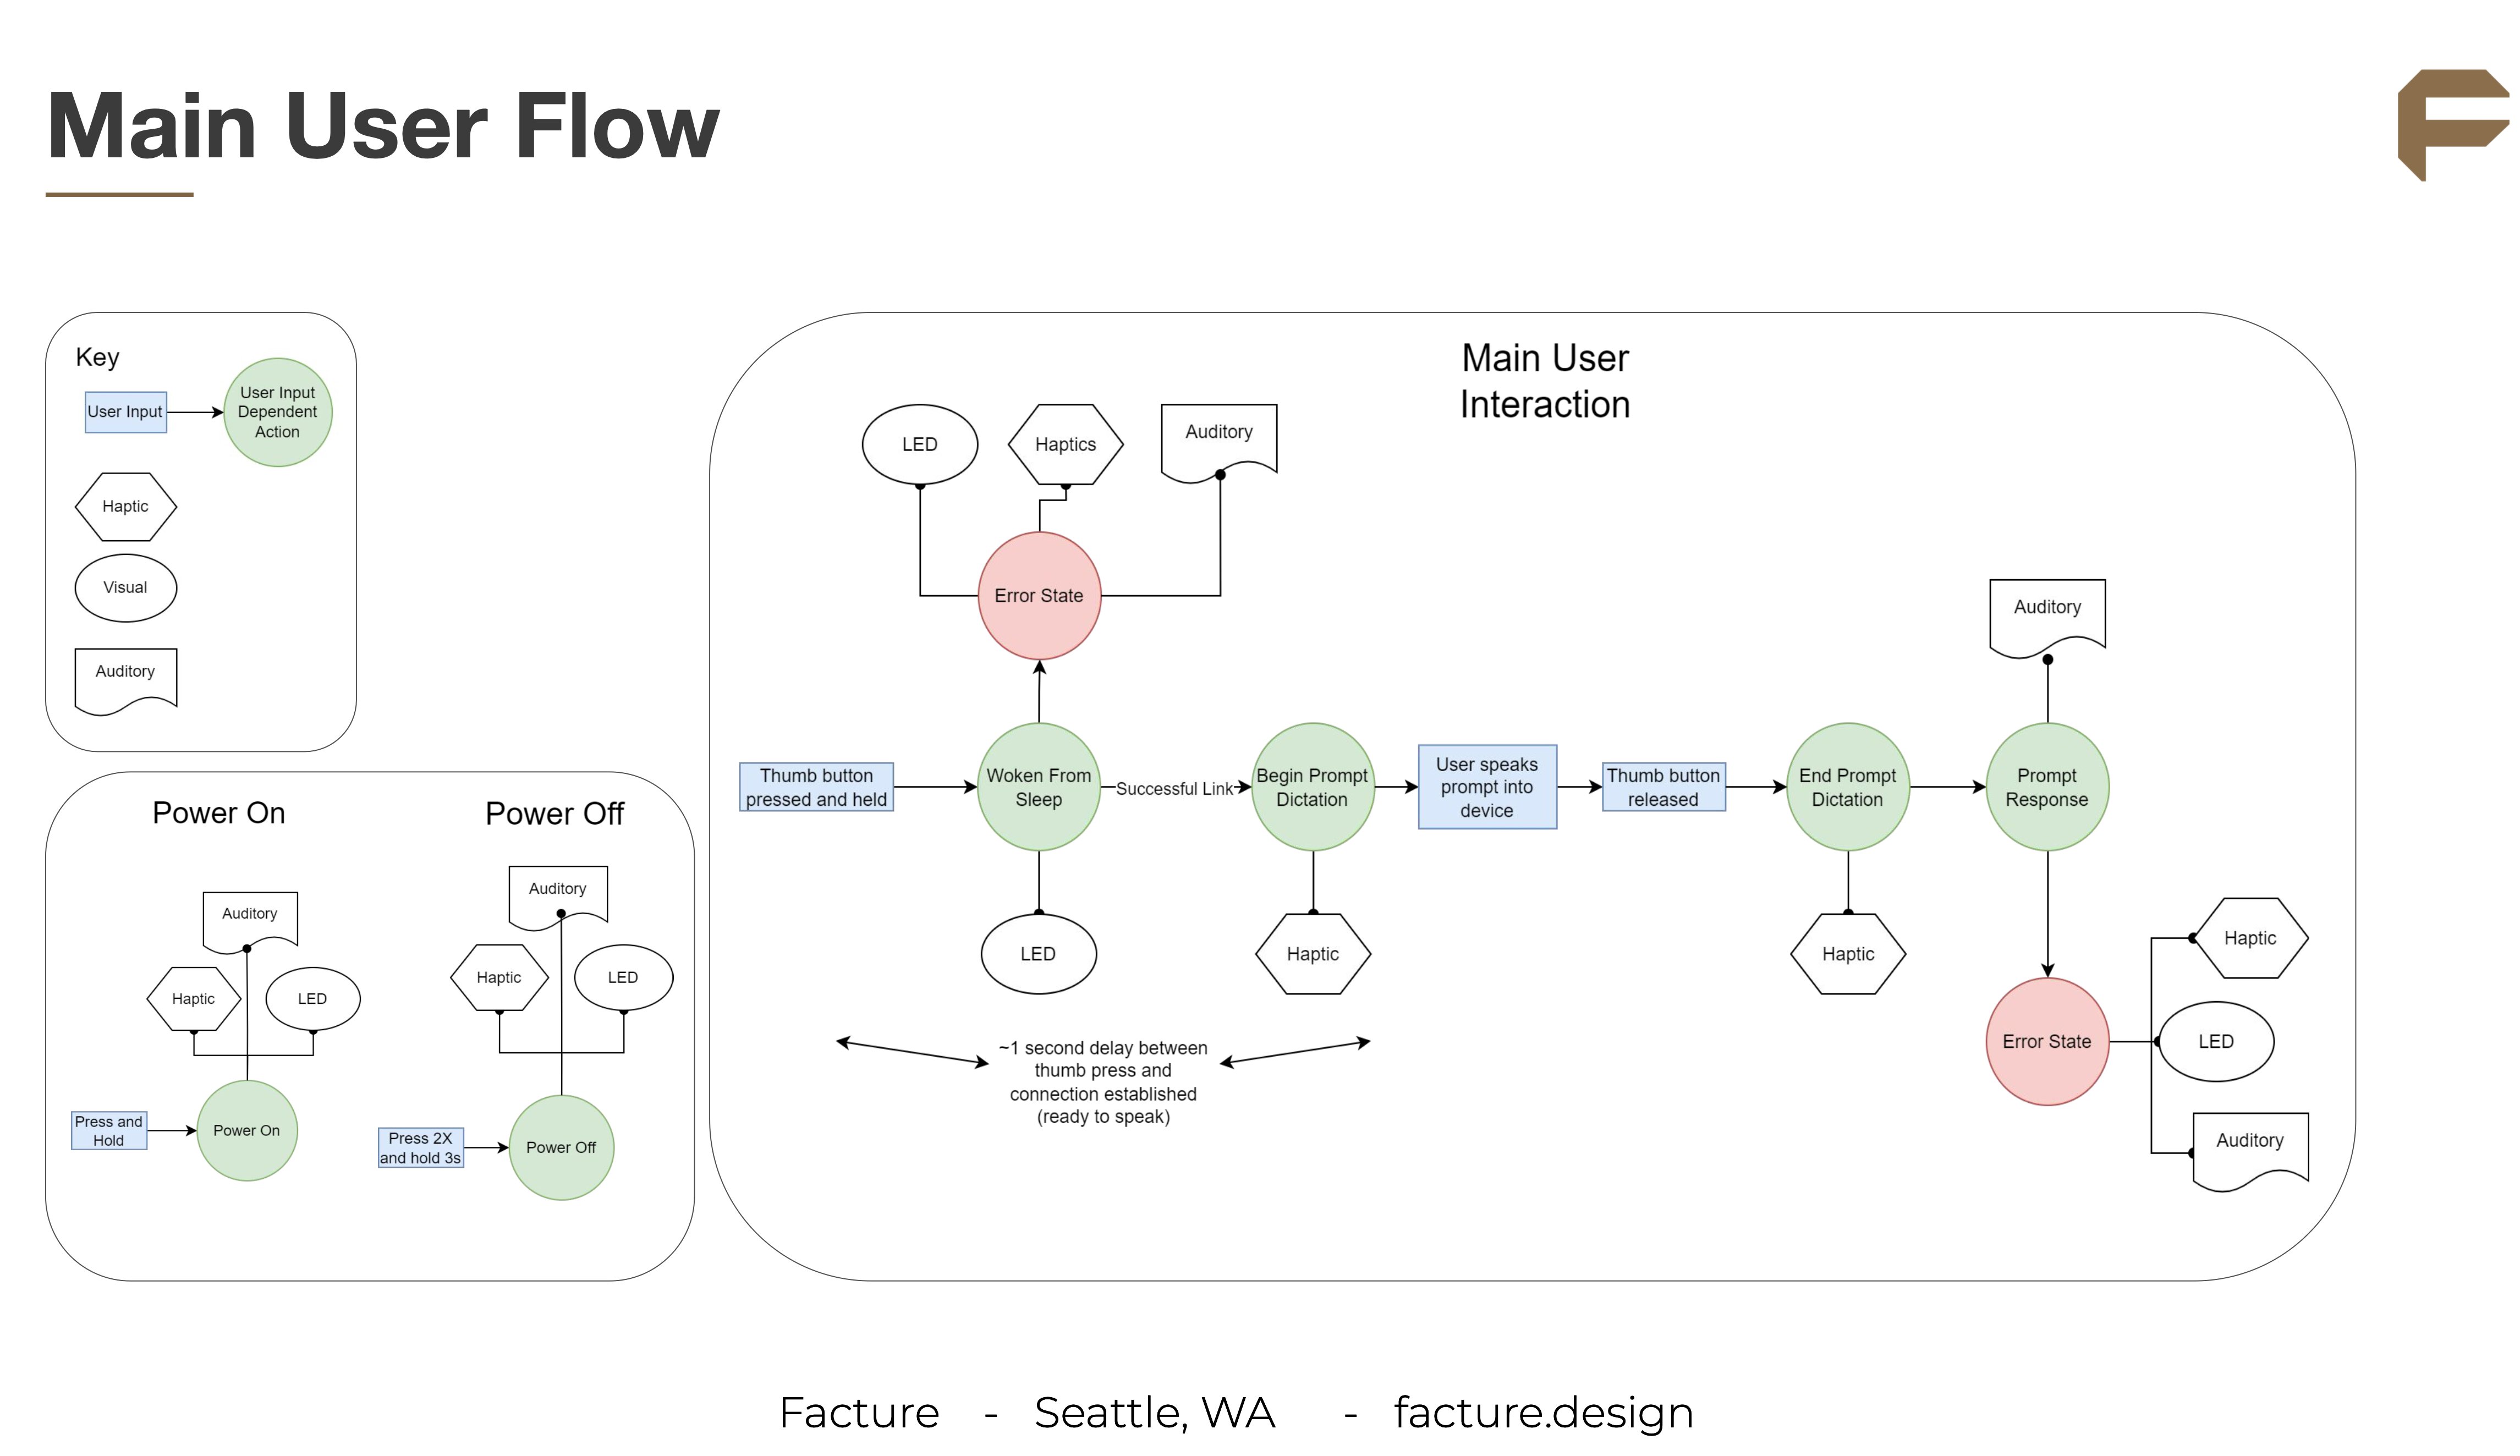 Main User Flow
Key
User Input
User Input
Dependent
Action
Haptic
Visual
Auditory
Power On
Auditory
Haptic
LED
Press and
Hold
Power On
Power Off
Auditory
Haptic
LED
Press 2X
and hold 3s
Power Off
Main User
Interaction
LED
Haptics
Auditory
Error State
Thumb button
pressed and held
Woken From
Sleep
Successful Link
Begin Prompt
Dictation
User speaks
prompt into
device
Thumb button
released
End Prompt
Dictation
Prompt
Response
Auditory
LED
Haptic
Haptic
~1 second delay between
thumb press and
connection established
(ready to speak)
Error State
Haptic
LED
Auditory
Facture - Seattle, WA - facture.design